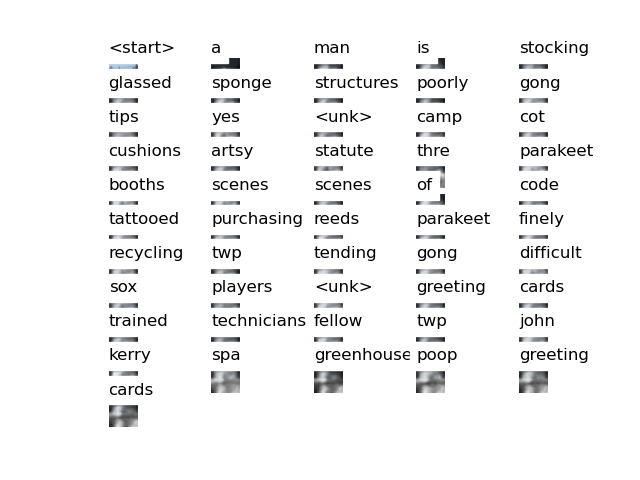 <start> a man is stocking
glassed sponge structures poorly gong
tips yes <unk> camp cot
cushions artsy statute thre parakeet
booths scenes scenes of code
tattooed purchasing reeds parakeet finely
recycling twp tending gong difficult
sox players <unk> greeting cards
trained technicians fellow twp john
kerry spa greenhouse poop greeting
cards